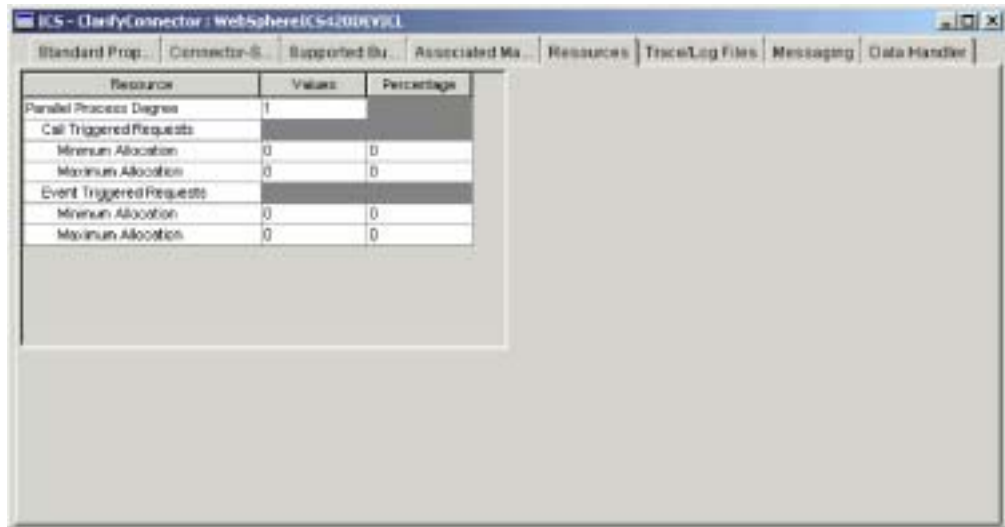 ICS - ClarifyConnector : WebSphereICS420DEVICL
Standard Prop... Connector-S... Supported Bu... Associated Ma... Resources Trace/Log Files Messaging Data Handler
Resource Values Percentage
Parallel Process Degree 1
Call Triggered Requests
Minimum Allocation 0 0
Maximum Allocation 0 0
Event Triggered Requests
Minimum Allocation 0 0
Maximum Allocation 0 0